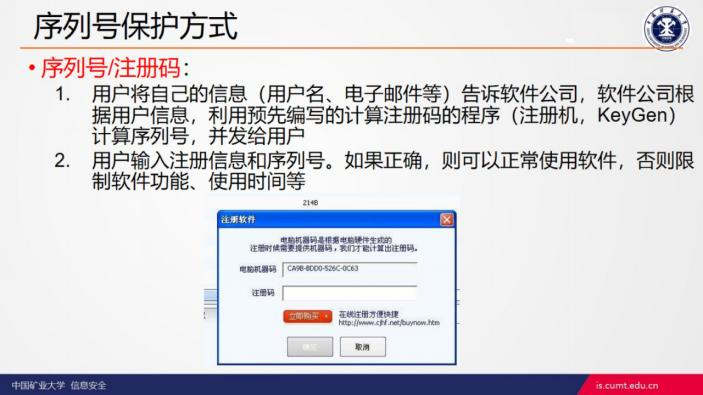 序列号保护方式
• 序列号/注册码：
1. 用户将自己的信息（用户名、电子邮件等）告诉软件公司，软件公司根
据用户信息，利用预先编写的计算注册码的程序（注册机，KeyGen）
计算序列号，并发给用户
2. 用户输入注册信息和序列号。如果正确，则可以正常使用软件，否则限
制软件功能、使用时间等
214B
注册软件
电脑机器码是根据电脑硬件生成的
注册时候需要提供机器码，我们才能计算出注册码。
电脑机器码 CA9B-BDD0-526C-0C63
注册码
立即购买
在线注册方便快捷
http://www.cjhf.net/buynow.htm
取消
中国矿业大学 信息安全
is.cumt.edu.cn